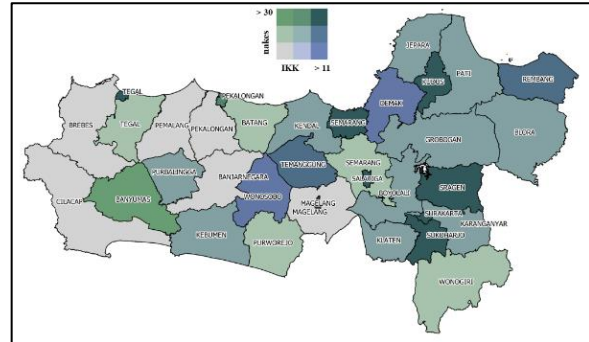 > 30
nakes
IKK > 11
JEPARA
PATI
REMBANG
KUDUS
TEGAL
PEKALONGAN
DEMAK
BREBES
TEGAL
PEMALANG
PEKALONGAN
BATANG
KENDAL
SEMARANG
GROBOGAN
BLORA
PURBALINGGA
BANJARNEGARA
TEMANGGUNG
SEMARANG
SALATIGA
CILACAP
BANYUMAS
WONOSOBO
MAGELANG
MAGELANG
BOYOLALI
SRAGEN
SURAKARTA
KARANGANYAR
KEBUMEN
PURWOREJO
KLATEN
SUKOHARJO
WONOGIRI